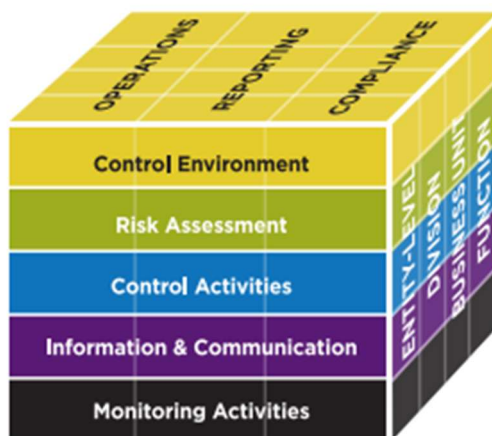 OPERATIONS
REPORTING
COMPLIANCE
Control Environment
Risk Assessment
Control Activities
Information & Communication
Monitoring Activities
ENTITY-LEVEL
DIVISION
BUSINESS UNIT
FUNCTION